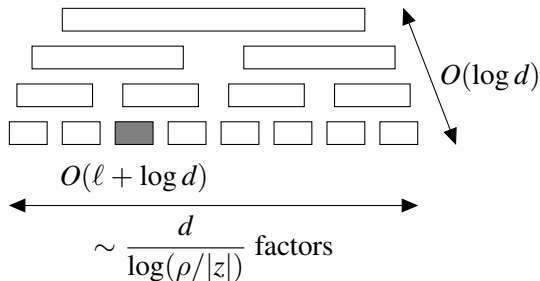 O(log d)
O(ℓ + log d)
∼ d / log(ρ/|z|) factors